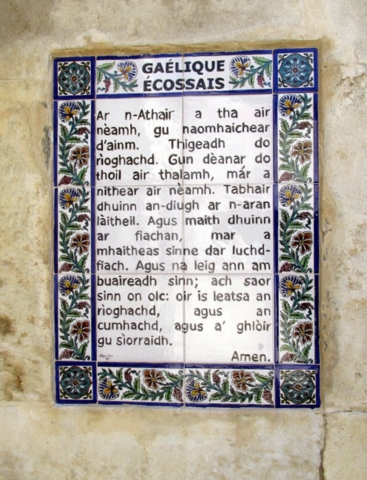 GAÉLIQUE
ÉCOSSAIS
Ar n-Athair a tha air
nèamh, gu naomhaichear
d'ainm. Thigeadh do
rìoghachd. Gun dèanar do
thoil air thalamh, már a
nithear air nèamh. Tabhair
dhuinn an-diugh ar n-aran
làitheil. Agus maith dhuinn
ar fiachan, mar a
mhaitheas sinne dar luchd-
fiach. Agus na leig ann am
buaireadh sinn; ach saor
sinn on olc: oir is leatsa an
rìoghachd, agus an
cumhachd, agus a' ghlòir
gu sìorraidh.
Amen.